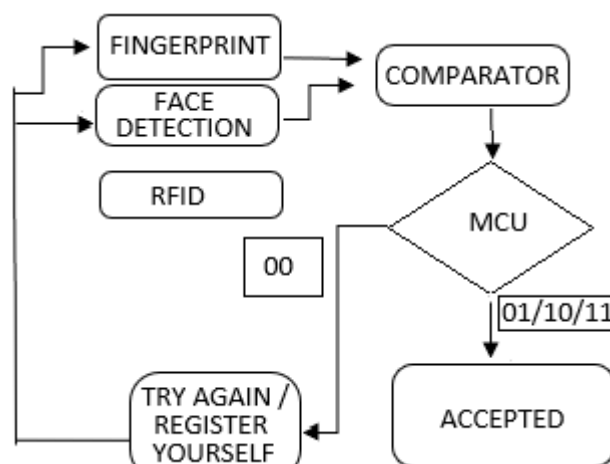 FINGERPRINT
COMPARATOR
FACE
DETECTION
RFID
MCU
00
01/10/11
TRY AGAIN /
REGISTER
YOURSELF
ACCEPTED